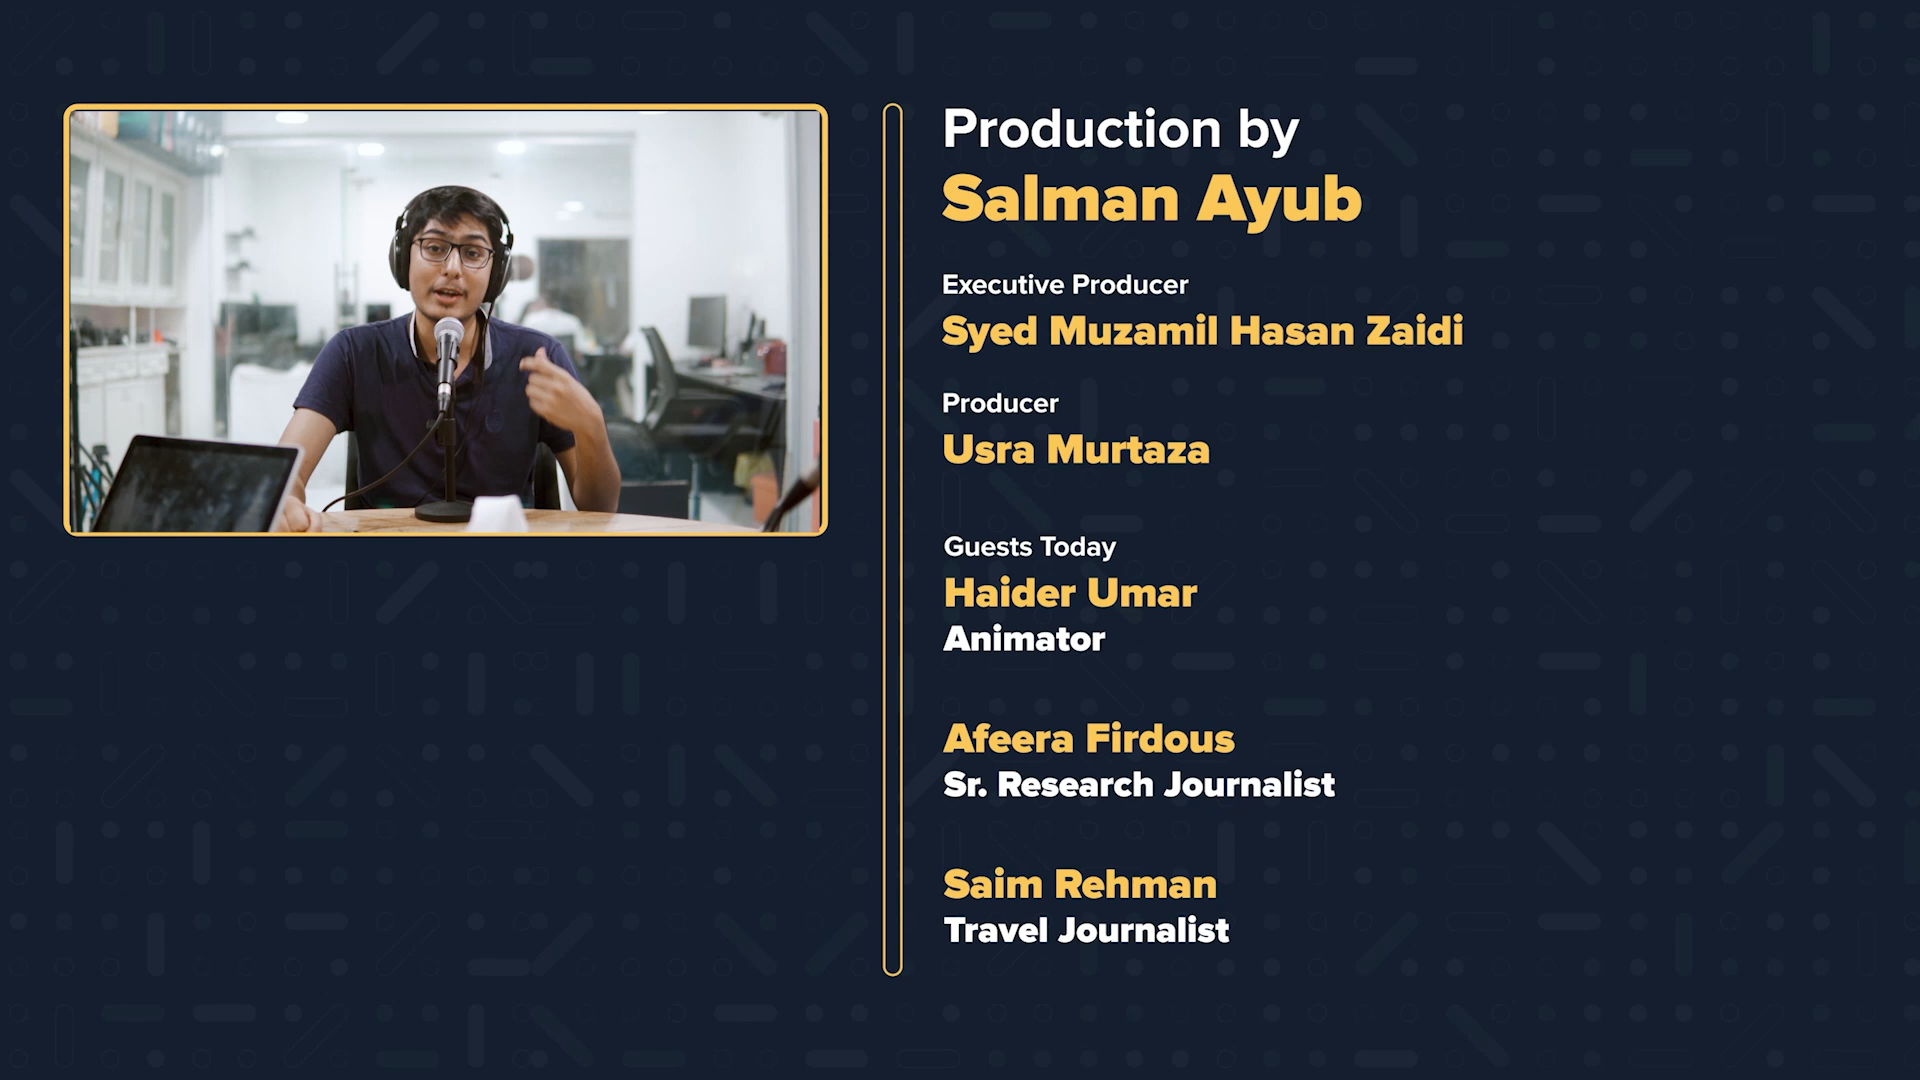 Production by
Salman Ayub
Executive Producer
Syed Muzamil Hasan Zaidi
Producer
Usra Murtaza
Guests Today
Haider Umar
Animator
Afeera Firdous
Sr. Research Journalist
Saim Rehman
Travel Journalist